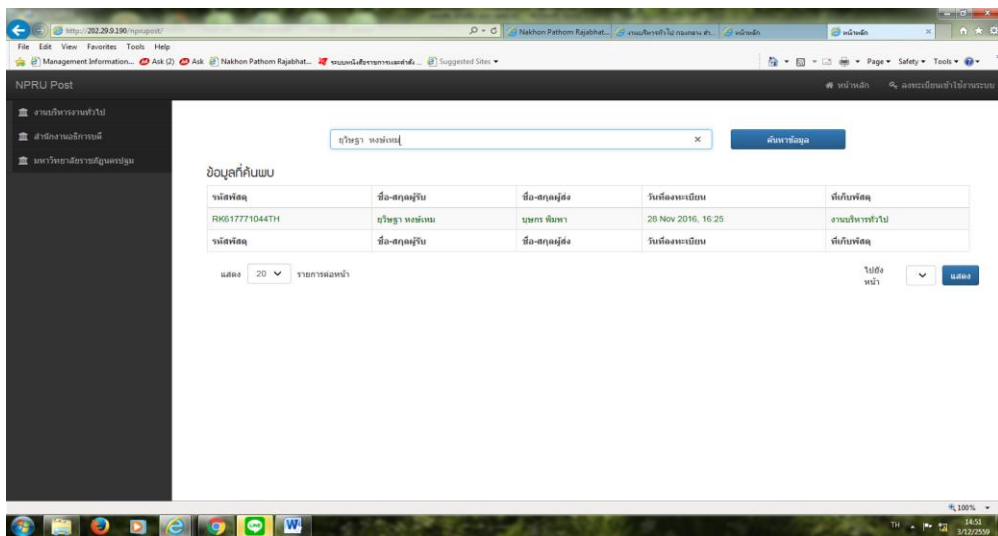 http://202.29.9.190/nprupost/
Nakhon Pathom Rajabhat...
หน้าหลัก
หน้าหลัก
File Edit View Favorites Tools Help
Management Information... Ask (2) Ask Nakhon Pathom Rajabhat... Suggested Sites
Page Safety Tools
NPRU Post หน้าหลัก ลงทะเบียนเข้าใช้งานระบบ
งานบริหารงานทั่วไป
สำนักงานอธิการบดี
มหาวิทยาลัยราชภัฏนครปฐม
ยุวิษฐา หงษ์เหม ค้นหาข้อมูล
ข้อมูลที่ค้นพบ
รหัสพัสดุ ชื่อ-สกุลผู้รับ ชื่อ-สกุลผู้ส่ง วันที่ลงทะเบียน ที่เก็บพัสดุ
RK617771044TH ยุวิษฐา หงษ์เหม บุษกร พิมพา 28 Nov 2016, 16:25 งานบริหารทั่วไป
รหัสพัสดุ ชื่อ-สกุลผู้รับ ชื่อ-สกุลผู้ส่ง วันที่ลงทะเบียน ที่เก็บพัสดุ
แสดง 20 รายการต่อหน้า
ไปยัง
หน้า
แสดง
100%
TH
14:51
3/12/2559